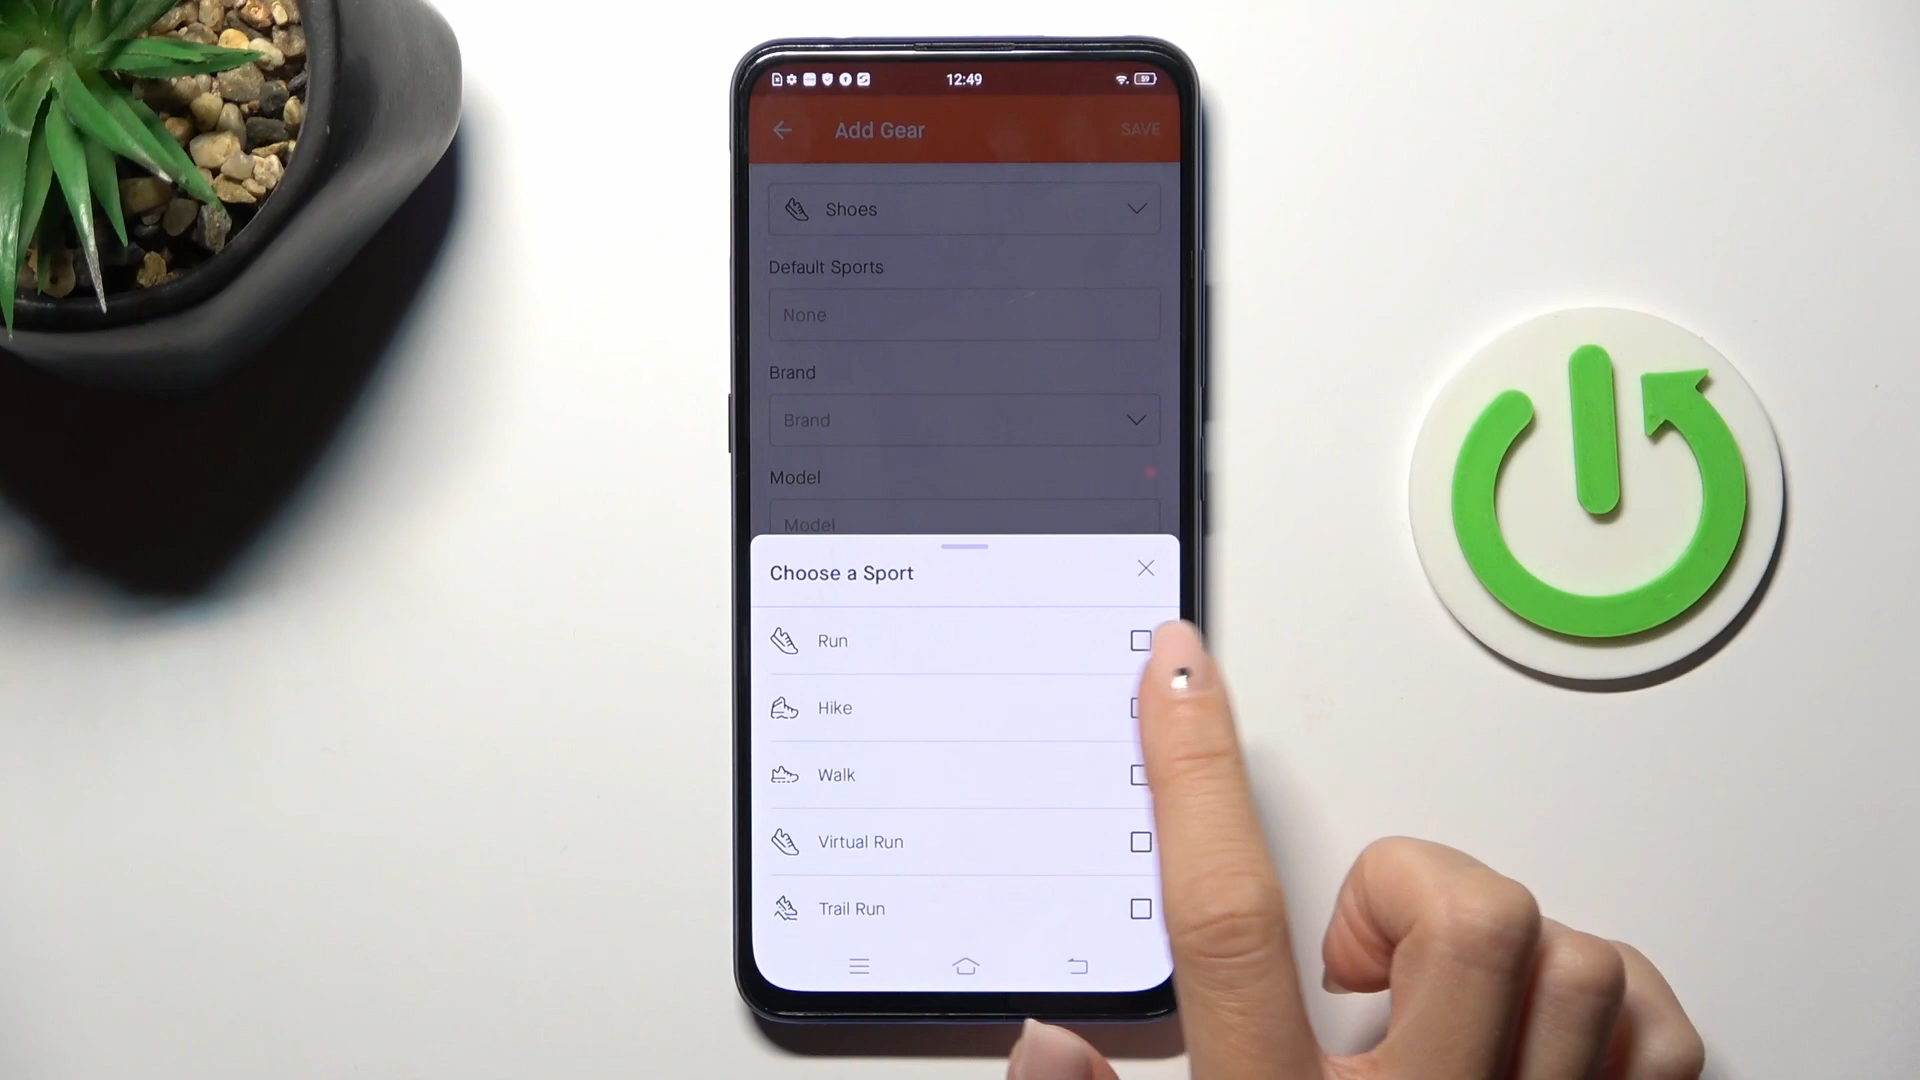 12:49
59
Add Gear
SAVE
Shoes
Default Sports
None
Brand
Brand
Model
Model
Choose a Sport
Run
Hike
Walk
Virtual Run
Trail Run